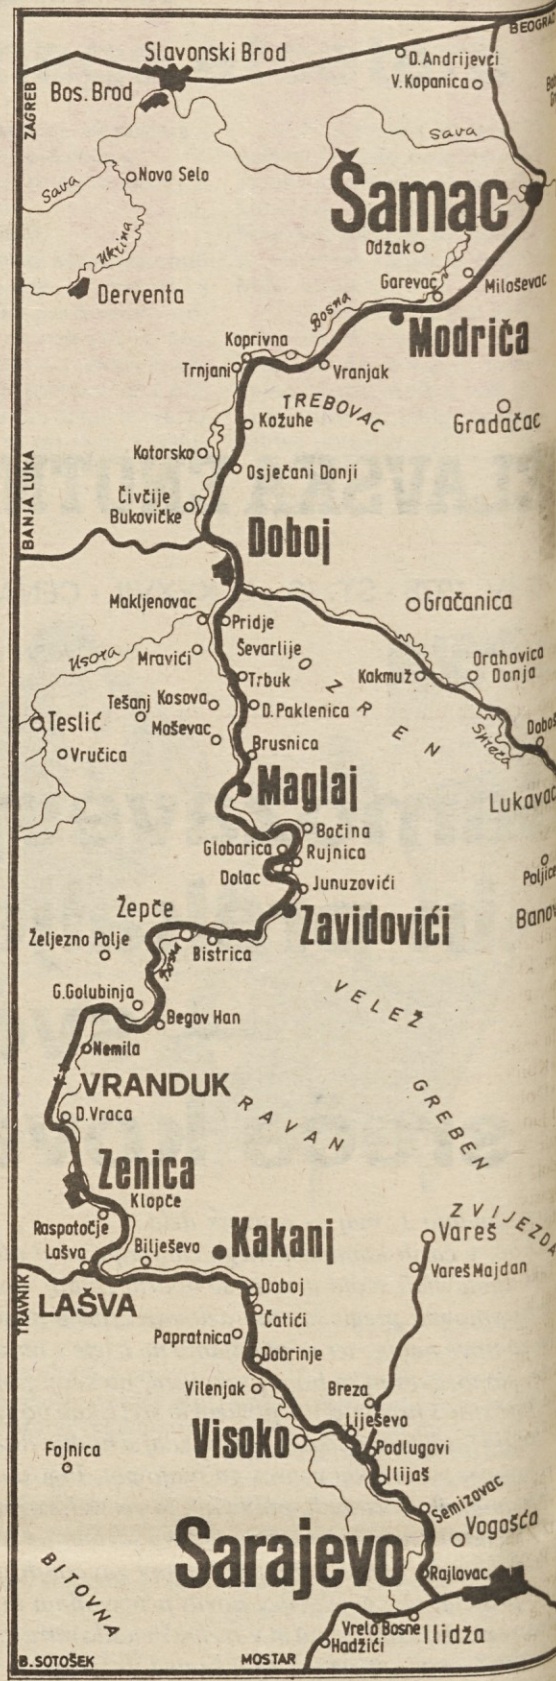 BEOGRAD
Slavonski Brod
D.Andrijevci
Bos. Brod
V. Kopanica
ZAGREB
Sava
Sava
Novo Selo
Šamac
Ukrina
Odžak
Derventa
Garevac
Miloševac
Bosna
Modriča
Koprivna
Trnjani
Vranjak
TREBOVAC
Gradačac
Kožuhe
Kotorsko
Osječani Donji
BANJA LUKA
Čivčije
Bukovičke
Doboj
Makljenovac
Gračanica
Pridje
Usora
Ševarlije
Mravići
Orahovica
Donja
Trbuk
Kakmuž
OZREN
Tešanj
Kosova
D. Paklenica
Teslić
Moševac
Spreča
Brusnica
Vručica
Maglaj
Lukavac
Bočina
Globarica
Rujnica
Dolac
Junuzovići
Žepče
Zavidovići
Željezno Polje
Bosna
Bistrica
VELEŽ
G.Golubinja
Begov Han
Nemila
VRANDUK
GREBEN
RAVAN
D.Vraca
Zenica
Klopče
ZVIJEZDA
Raspotočje
Kakanj
Vareš
Lašva
Bilješevo
Vareš Majdan
TRAVNIK
LAŠVA
Doboj
Čatići
Papratnica
Dobrinje
Vilenjak
Breza
Liješeva
Visoko
Podlugovi
Fojnica
Ilijaš
Semizovac
Vogošća
Sarajevo
Rajlovac
BITOVNA
Vrelo Bosne
Ilidža
Hadžići
B. SOTOŠEK
MOSTAR